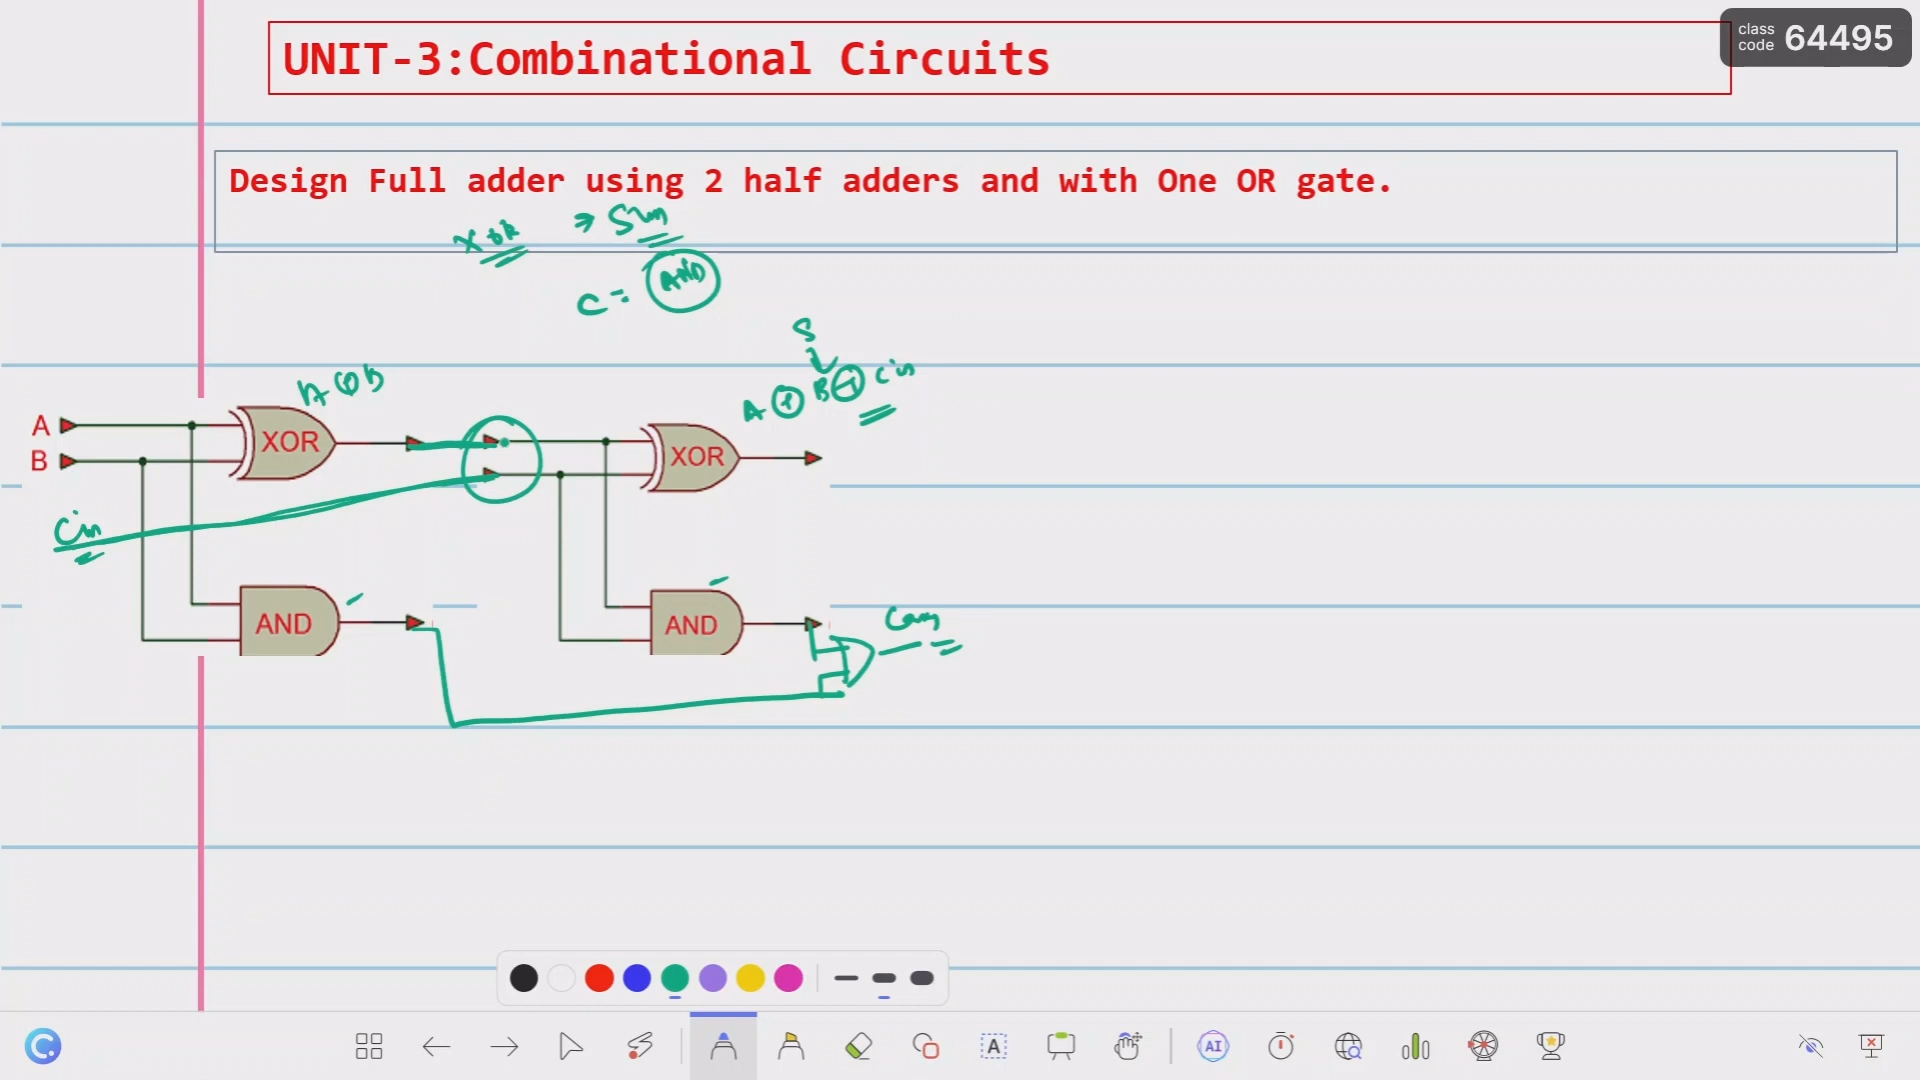 class code 64495
UNIT-3:Combinational Circuits
Design Full adder using 2 half adders and with One OR gate.
XOR ⇒ Sum
C = AND
S
A ⊕ B
A ⊕ B ⊕ Cin
A
B
XOR
XOR
Cin
AND
AND
A
AI